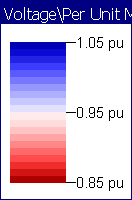 Voltage\Per Unit M
1.05 pu
0.95 pu
0.85 pu